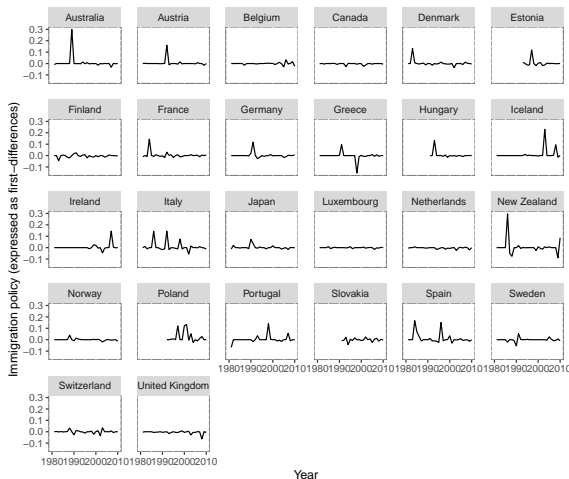 Immigration policy (expressed as first−differences)
Australia Austria Belgium Canada Denmark Estonia
0.3
0.2
0.1
0.0
−0.1
Finland France Germany Greece Hungary Iceland
0.3
0.2
0.1
0.0
−0.1
Ireland Italy Japan Luxembourg Netherlands New Zealand
0.3
0.2
0.1
0.0
−0.1
Norway Poland Portugal Slovakia Spain Sweden
0.3
0.2
0.1
0.0
−0.1
1980 1990 2000 2010 1980 1990 2000 2010 1980 1990 2000 2010 1980 1990 2000 2010
Switzerland United Kingdom
0.3
0.2
0.1
0.0
−0.1
1980 1990 2000 2010 1980 1990 2000 2010
Year